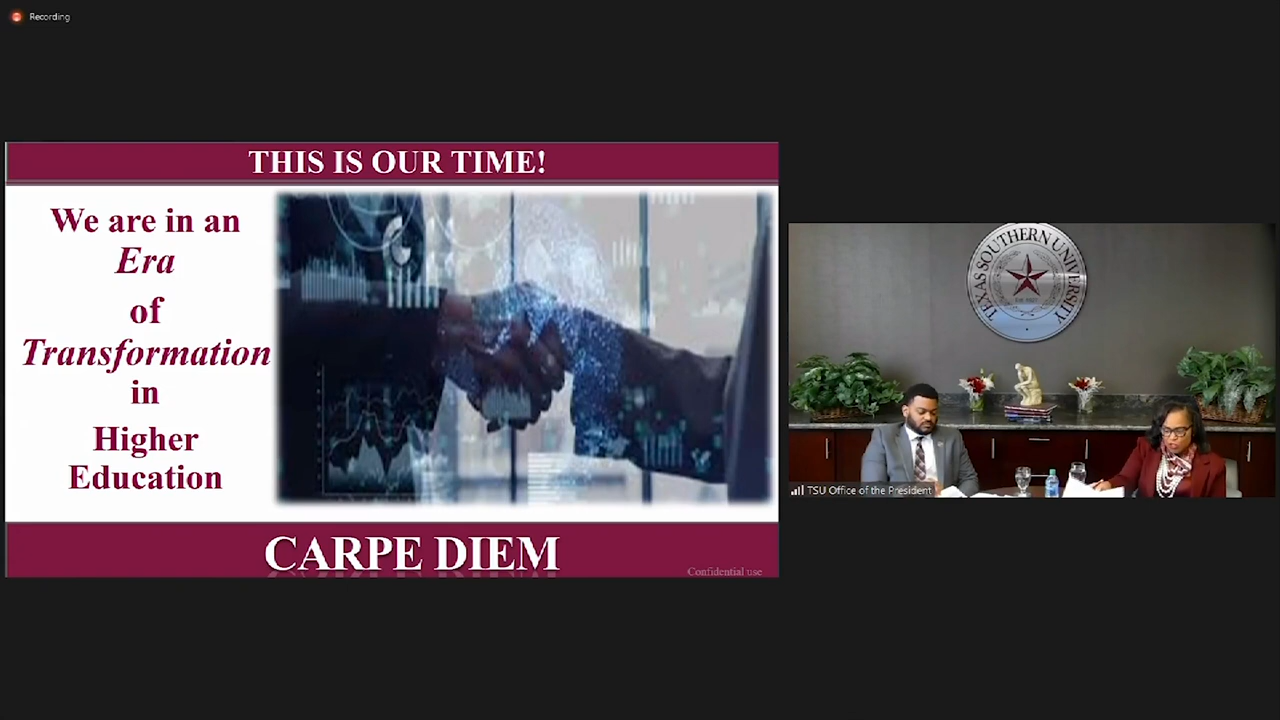 Recording
THIS IS OUR TIME!
We are in an
Era
of
Transformation
in
Higher
Education
CARPE DIEM
Confidential use
TEXAS SOUTHERN UNIVERSITY
TSU Office of the President